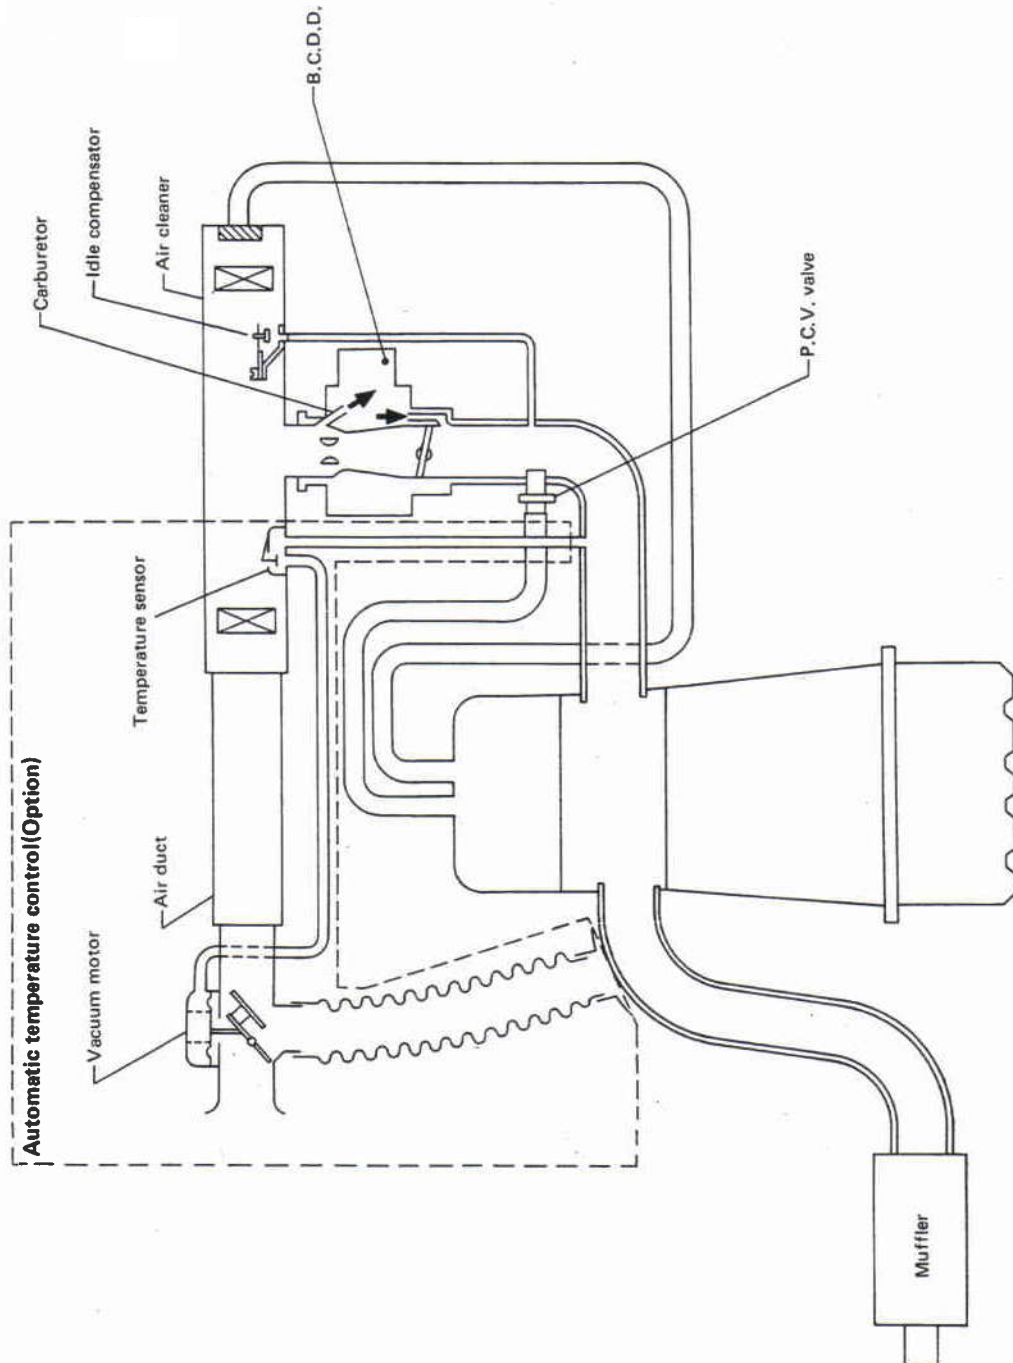 B.C.D.D.
Idle compensator
Air cleaner
Carburetor
P.C.V. valve
Temperature sensor
Automatic temperature control(Option)
Air duct
Vacuum motor
Muffler